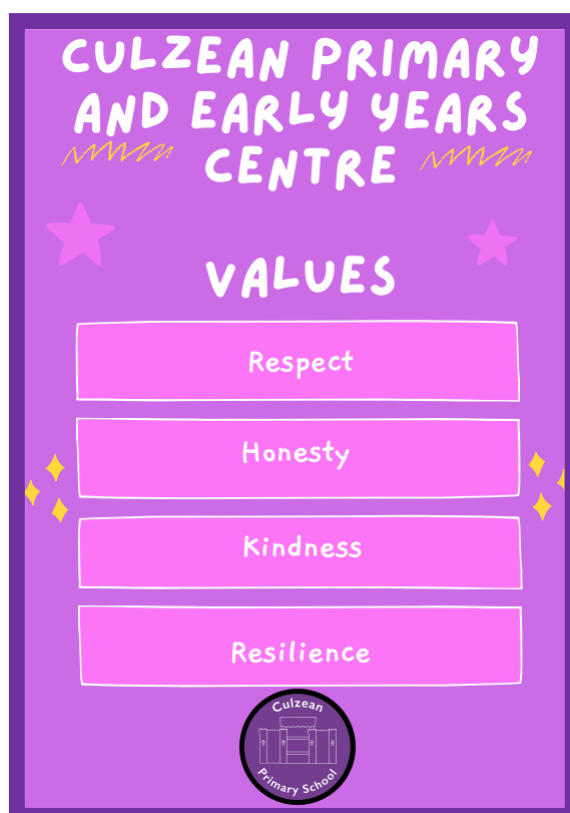 CULZEAN PRIMARY
AND EARLY YEARS
CENTRE
VALUES
Respect
Honesty
Kindness
Resilience
Culzean
Primary School